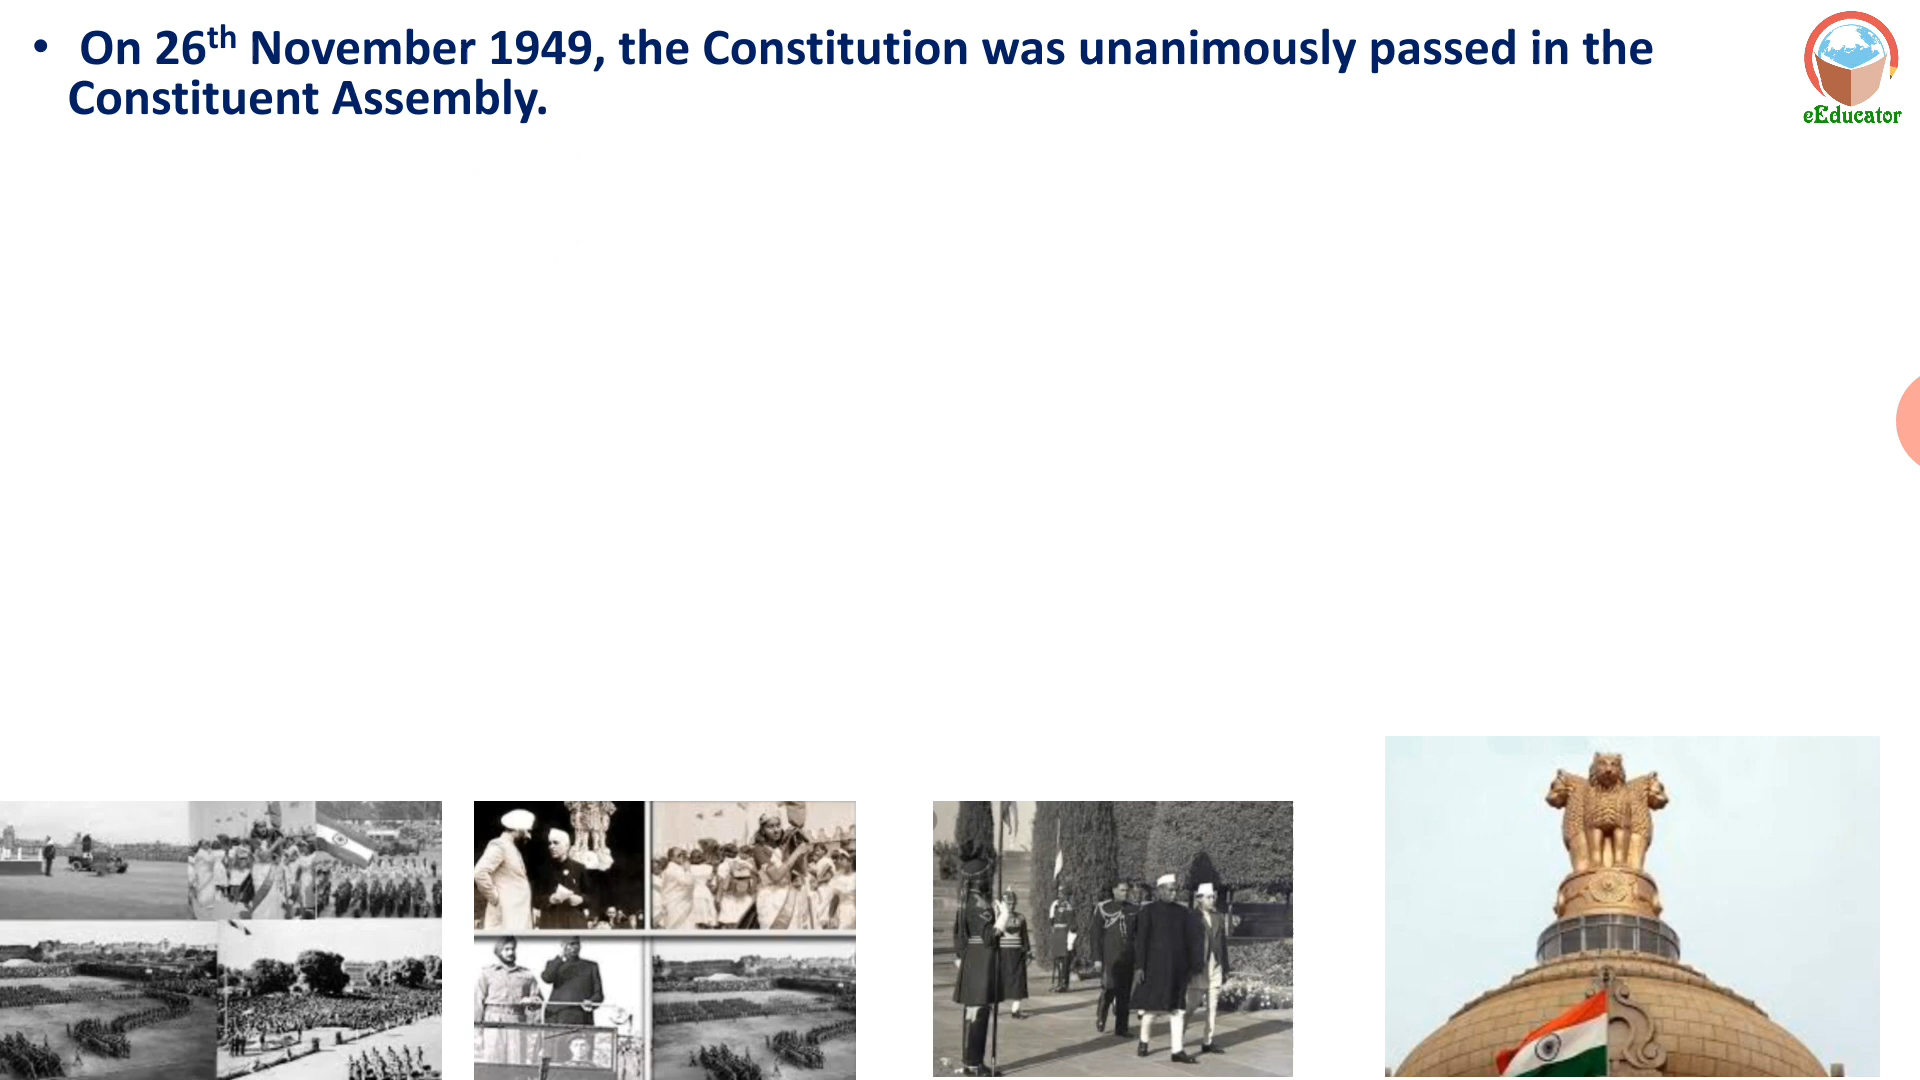 • On 26th November 1949, the Constitution was unanimously passed in the
Constituent Assembly.
eEducator